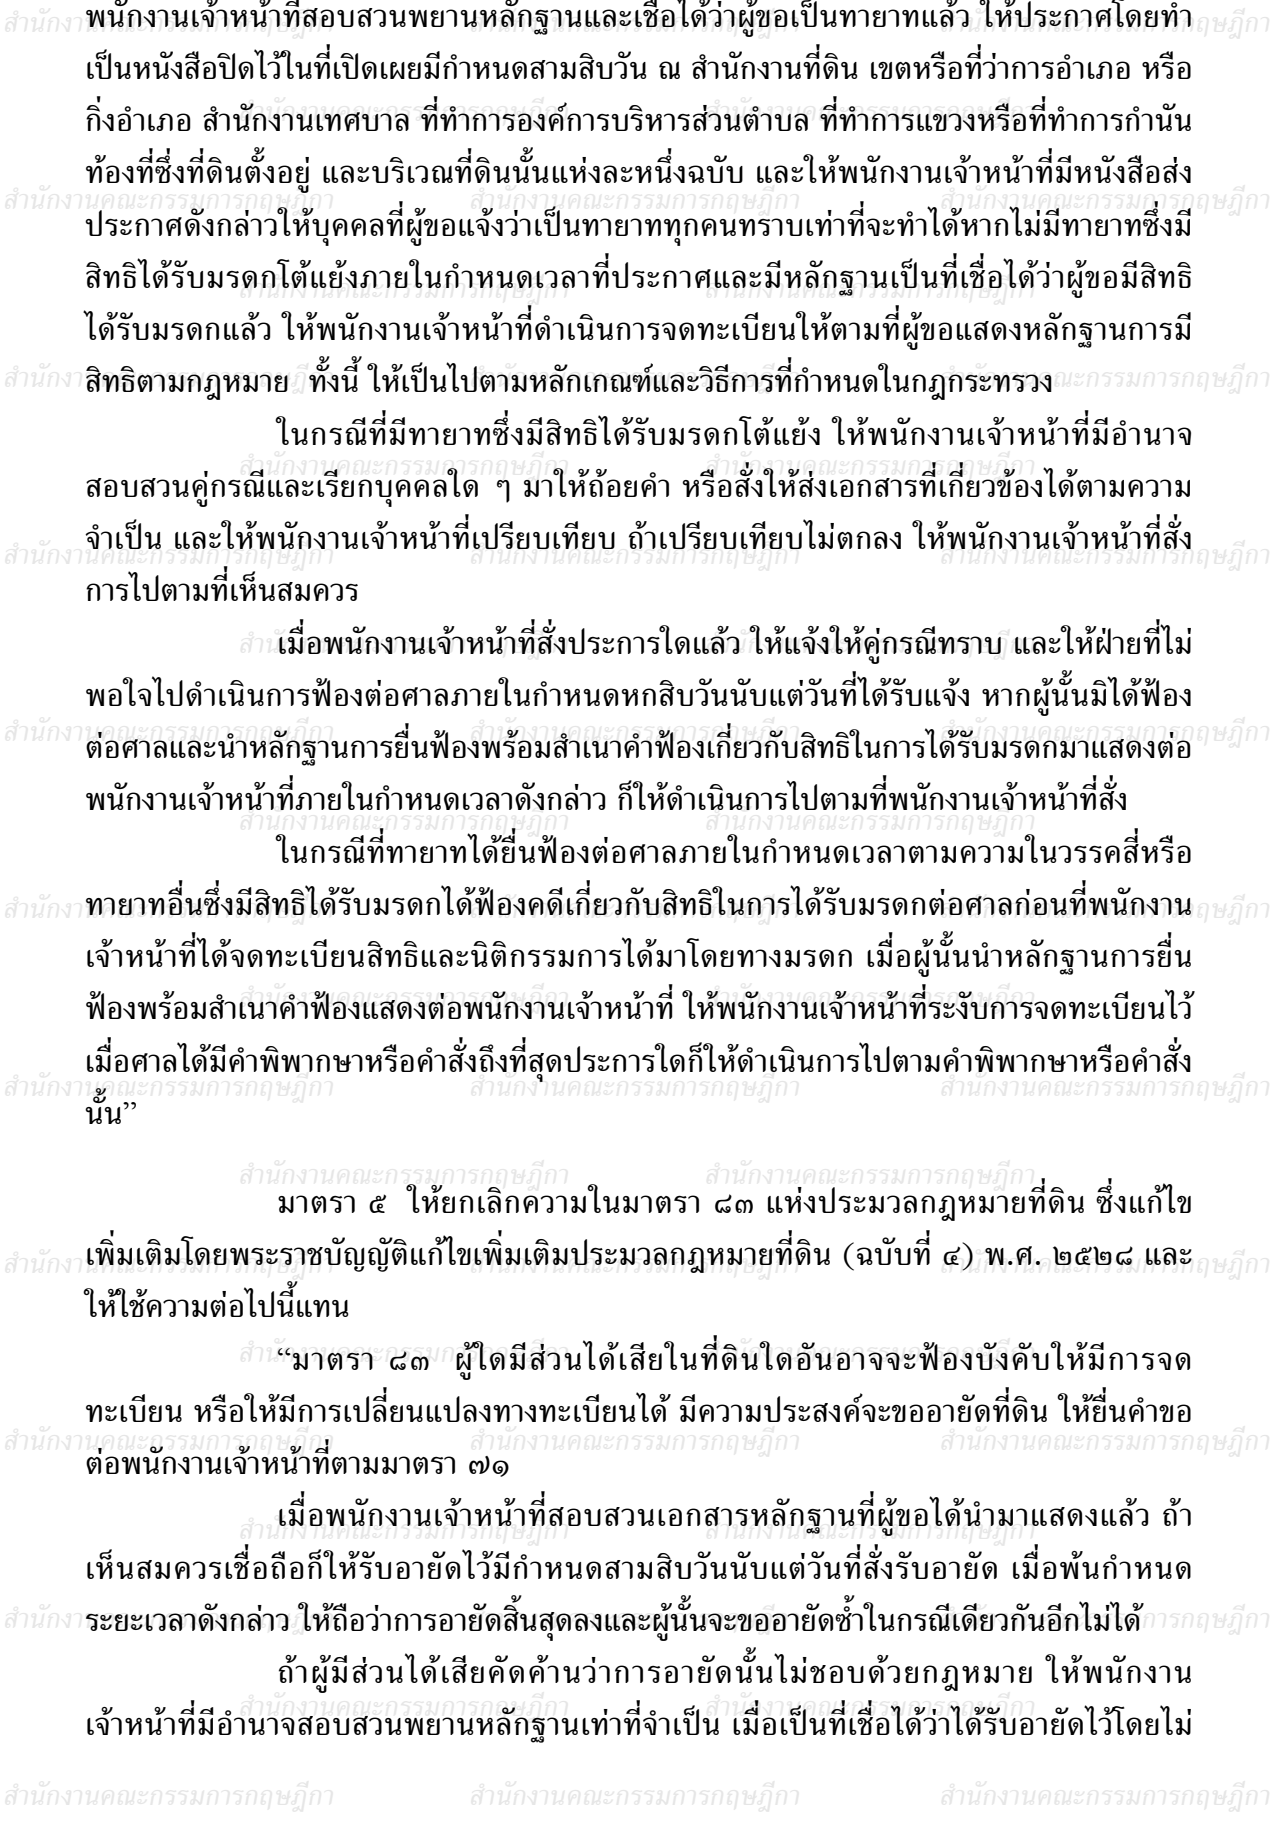 พนักงานเจ้าหน้าที่สอบสวนพยานหลักฐานและเชื่อได้ว่าผู้ขอเป็นทายาทแล้ว ให้ประกาศโดยทำ
เป็นหนังสือปิดไว้ในที่เปิดเผยมีกำหนดสามสิบวัน ณ สำนักงานที่ดิน เขตหรือที่ว่าการอำเภอ หรือ
กิ่งอำเภอ สำนักงานเทศบาล ที่ทำการองค์การบริหารส่วนตำบล ที่ทำการแขวงหรือที่ทำการกำนัน
ท้องที่ซึ่งที่ดินตั้งอยู่ และบริเวณที่ดินนั้นแห่งละหนึ่งฉบับ และให้พนักงานเจ้าหน้าที่มีหนังสือส่ง
ประกาศดังกล่าวให้บุคคลที่ผู้ขอแจ้งว่าเป็นทายาททุกคนทราบเท่าที่จะทำได้หากไม่มีทายาทซึ่งมี
สิทธิได้รับมรดกโต้แย้งภายในกำหนดเวลาที่ประกาศและมีหลักฐานเป็นที่เชื่อได้ว่าผู้ขอมีสิทธิ
ได้รับมรดกแล้ว ให้พนักงานเจ้าหน้าที่ดำเนินการจดทะเบียนให้ตามที่ผู้ขอแสดงหลักฐานการมี
สิทธิตามกฎหมาย ทั้งนี้ ให้เป็นไปตามหลักเกณฑ์และวิธีการที่กำหนดในกฎกระทรวง
ในกรณีที่มีทายาทซึ่งมีสิทธิได้รับมรดกโต้แย้ง ให้พนักงานเจ้าหน้าที่มีอำนาจ
สอบสวนคู่กรณีและเรียกบุคคลใด ๆ มาให้ถ้อยคำ หรือสั่งให้ส่งเอกสารที่เกี่ยวข้องได้ตามความ
จำเป็น และให้พนักงานเจ้าหน้าที่เปรียบเทียบ ถ้าเปรียบเทียบไม่ตกลง ให้พนักงานเจ้าหน้าที่สั่ง
การไปตามที่เห็นสมควร
เมื่อพนักงานเจ้าหน้าที่สั่งประการใดแล้ว ให้แจ้งให้คู่กรณีทราบ และให้ฝ่ายที่ไม่
พอใจไปดำเนินการฟ้องต่อศาลภายในกำหนดหกสิบวันนับแต่วันที่ได้รับแจ้ง หากผู้นั้นมิได้ฟ้อง
ต่อศาลและนำหลักฐานการยื่นฟ้องพร้อมสำเนาคำฟ้องเกี่ยวกับสิทธิในการได้รับมรดกมาแสดงต่อ
พนักงานเจ้าหน้าที่ภายในกำหนดเวลาดังกล่าว ก็ให้ดำเนินการไปตามที่พนักงานเจ้าหน้าที่สั่ง
ในกรณีที่ทายาทได้ยื่นฟ้องต่อศาลภายในกำหนดเวลาตามความในวรรคสี่หรือ
ทายาทอื่นซึ่งมีสิทธิได้รับมรดกได้ฟ้องคดีเกี่ยวกับสิทธิในการได้รับมรดกต่อศาลก่อนที่พนักงาน
เจ้าหน้าที่ได้จดทะเบียนสิทธิและนิติกรรมการได้มาโดยทางมรดก เมื่อผู้นั้นนำหลักฐานการยื่น
ฟ้องพร้อมสำเนาคำฟ้องแสดงต่อพนักงานเจ้าหน้าที่ ให้พนักงานเจ้าหน้าที่ระงับการจดทะเบียนไว้
เมื่อศาลได้มีคำพิพากษาหรือคำสั่งถึงที่สุดประการใดก็ให้ดำเนินการไปตามคำพิพากษาหรือคำสั่ง
นั้น”
มาตรา ๕ ให้ยกเลิกความในมาตรา ๘๓ แห่งประมวลกฎหมายที่ดิน ซึ่งแก้ไข
เพิ่มเติมโดยพระราชบัญญัติแก้ไขเพิ่มเติมประมวลกฎหมายที่ดิน (ฉบับที่ ๔) พ.ศ. ๒๕๒๘ และ
ให้ใช้ความต่อไปนี้แทน
“มาตรา ๘๓ ผู้ใดมีส่วนได้เสียในที่ดินใดอันอาจจะฟ้องบังคับให้มีการจด
ทะเบียน หรือให้มีการเปลี่ยนแปลงทางทะเบียนได้ มีความประสงค์จะขออายัดที่ดิน ให้ยื่นคำขอ
ต่อพนักงานเจ้าหน้าที่ตามมาตรา ๗๑
เมื่อพนักงานเจ้าหน้าที่สอบสวนเอกสารหลักฐานที่ผู้ขอได้นำมาแสดงแล้ว ถ้า
เห็นสมควรเชื่อถือก็ให้รับอายัดไว้มีกำหนดสามสิบวันนับแต่วันที่สั่งรับอายัด เมื่อพ้นกำหนด
ระยะเวลาดังกล่าว ให้ถือว่าการอายัดสิ้นสุดลงและผู้นั้นจะขออายัดซ้ำในกรณีเดียวกันอีกไม่ได้
ถ้าผู้มีส่วนได้เสียคัดค้านว่าการอายัดนั้นไม่ชอบด้วยกฎหมาย ให้พนักงาน
เจ้าหน้าที่มีอำนาจสอบสวนพยานหลักฐานเท่าที่จำเป็น เมื่อเป็นที่เชื่อได้ว่าได้รับอายัดไว้โดยไม่
สำนักงานคณะกรรมการกฤษฎีกา สำนักงานคณะกรรมการกฤษฎีกา สำนักงานคณะกรรมการกฤษฎีกา